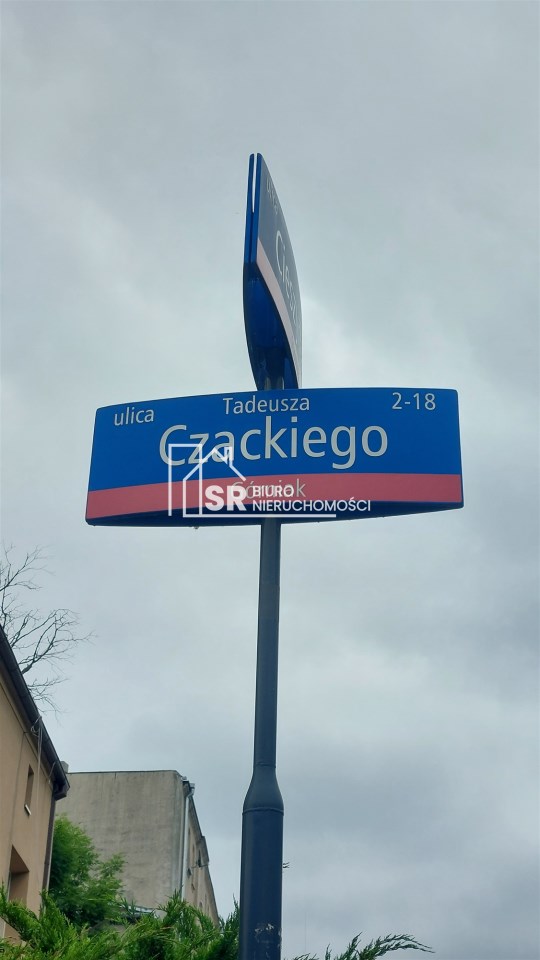 ulica Tadeusza 2-18
Czackiego
SR BIURO
NIERUCHOMOŚCI